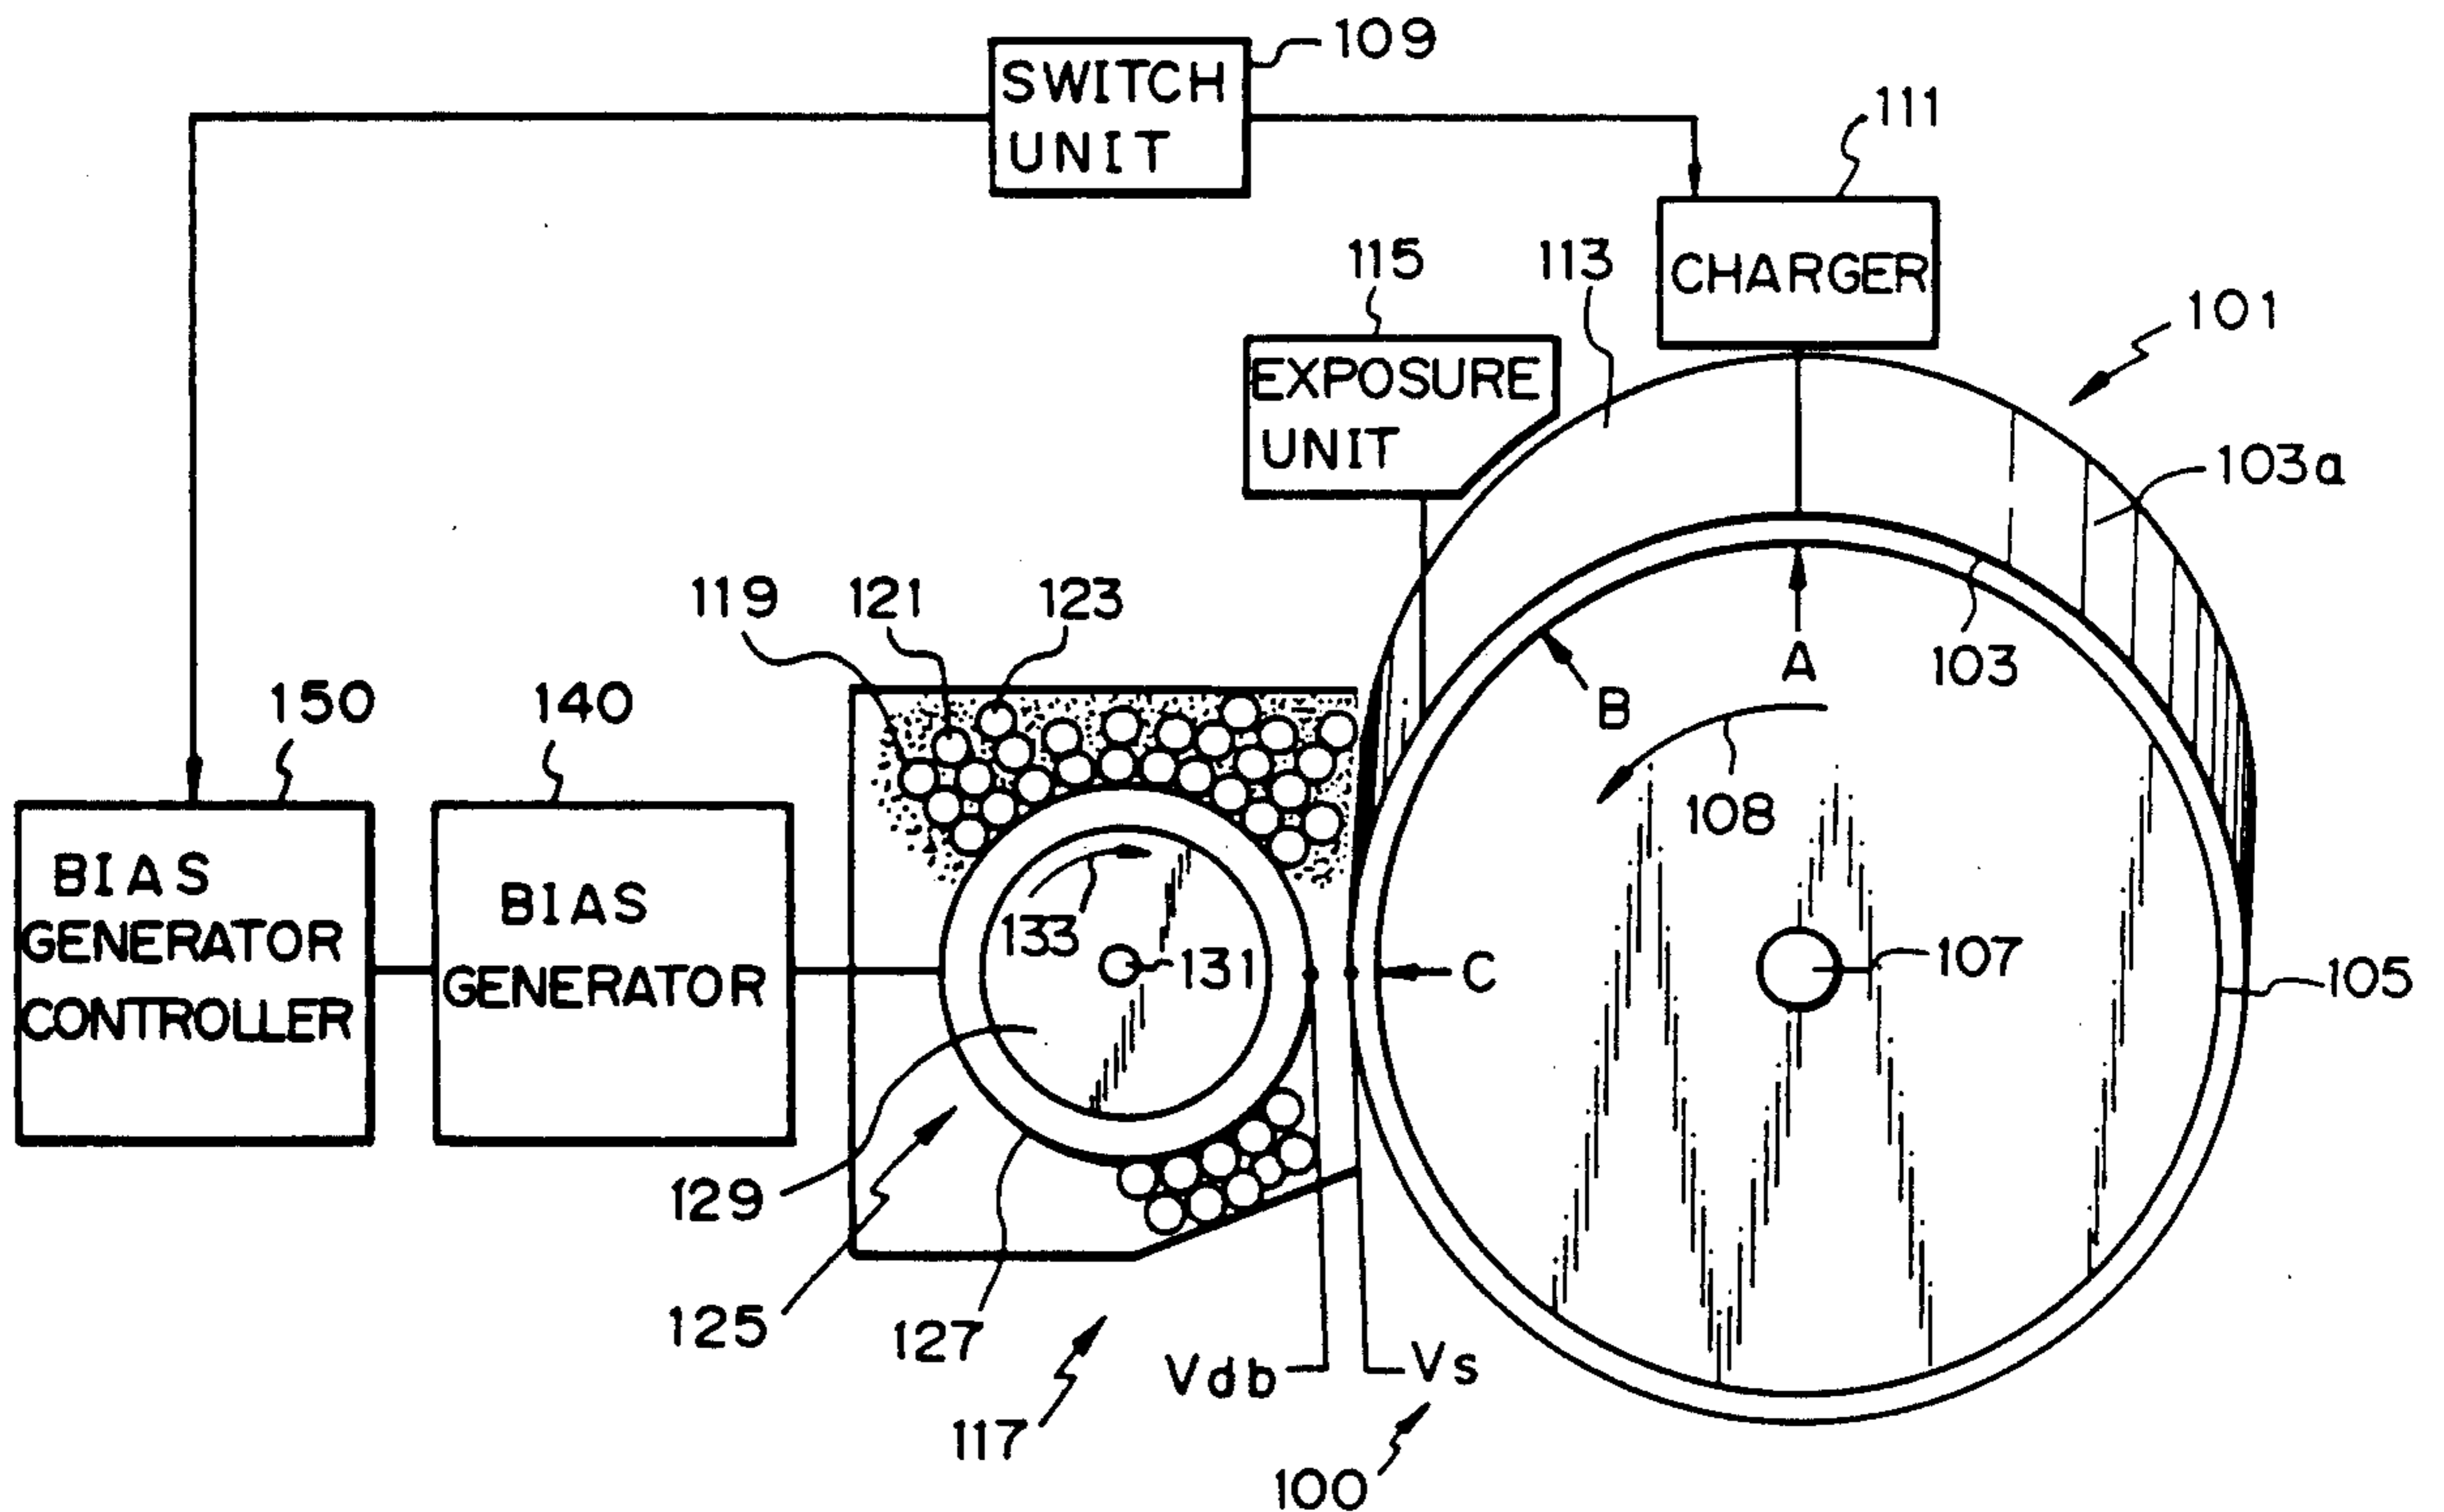 109
SWITCH
UNIT
111
CHARGER
115
113
EXPOSURE
UNIT
101
103a
119
121
123
A
103
B
108
150
140
BIAS
GENERATOR
CONTROLLER
BIAS
GENERATOR
133
131
C
107
105
129
125
127
Vdb
Vs
117
100